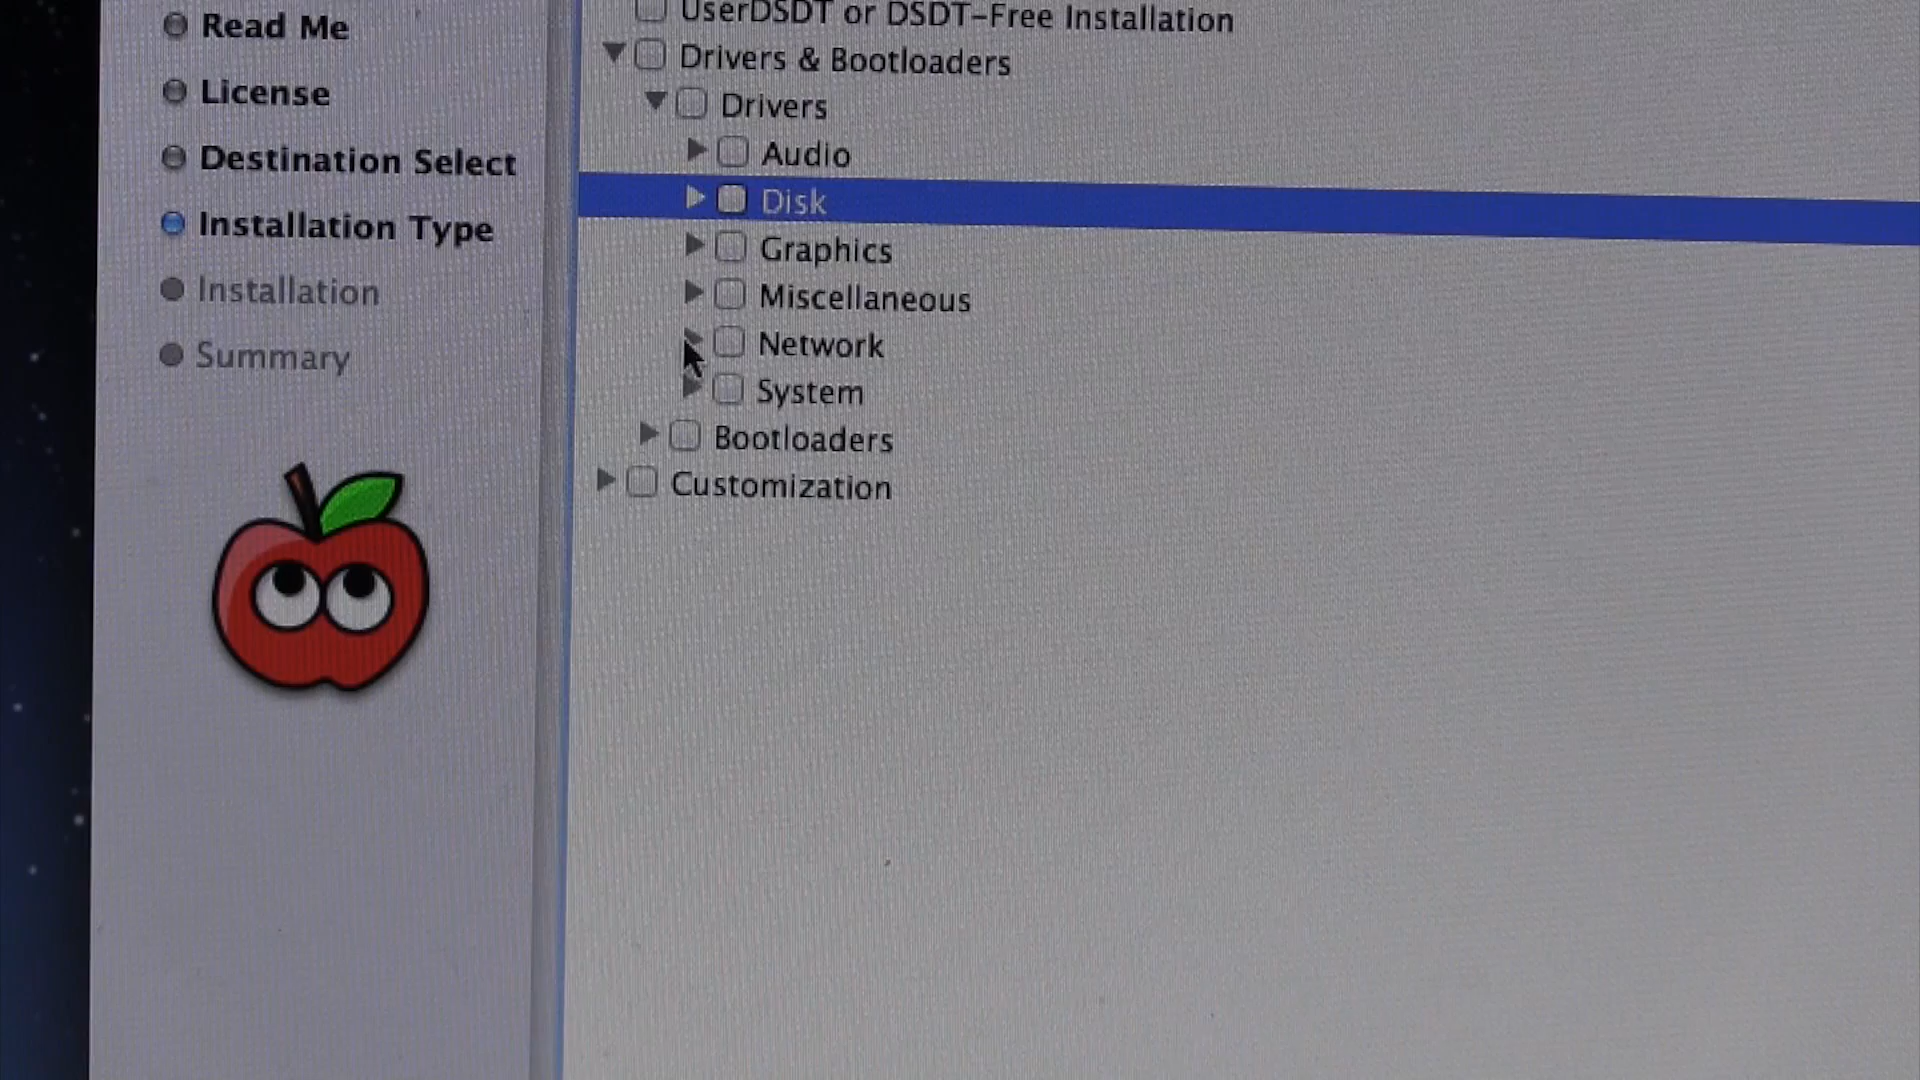 Read Me
License
Destination Select
Installation Type
Installation
Summary
UserDSDT or DSDT-Free Installation
Drivers & Bootloaders
Drivers
Audio
Disk
Graphics
Miscellaneous
Network
System
Bootloaders
Customization